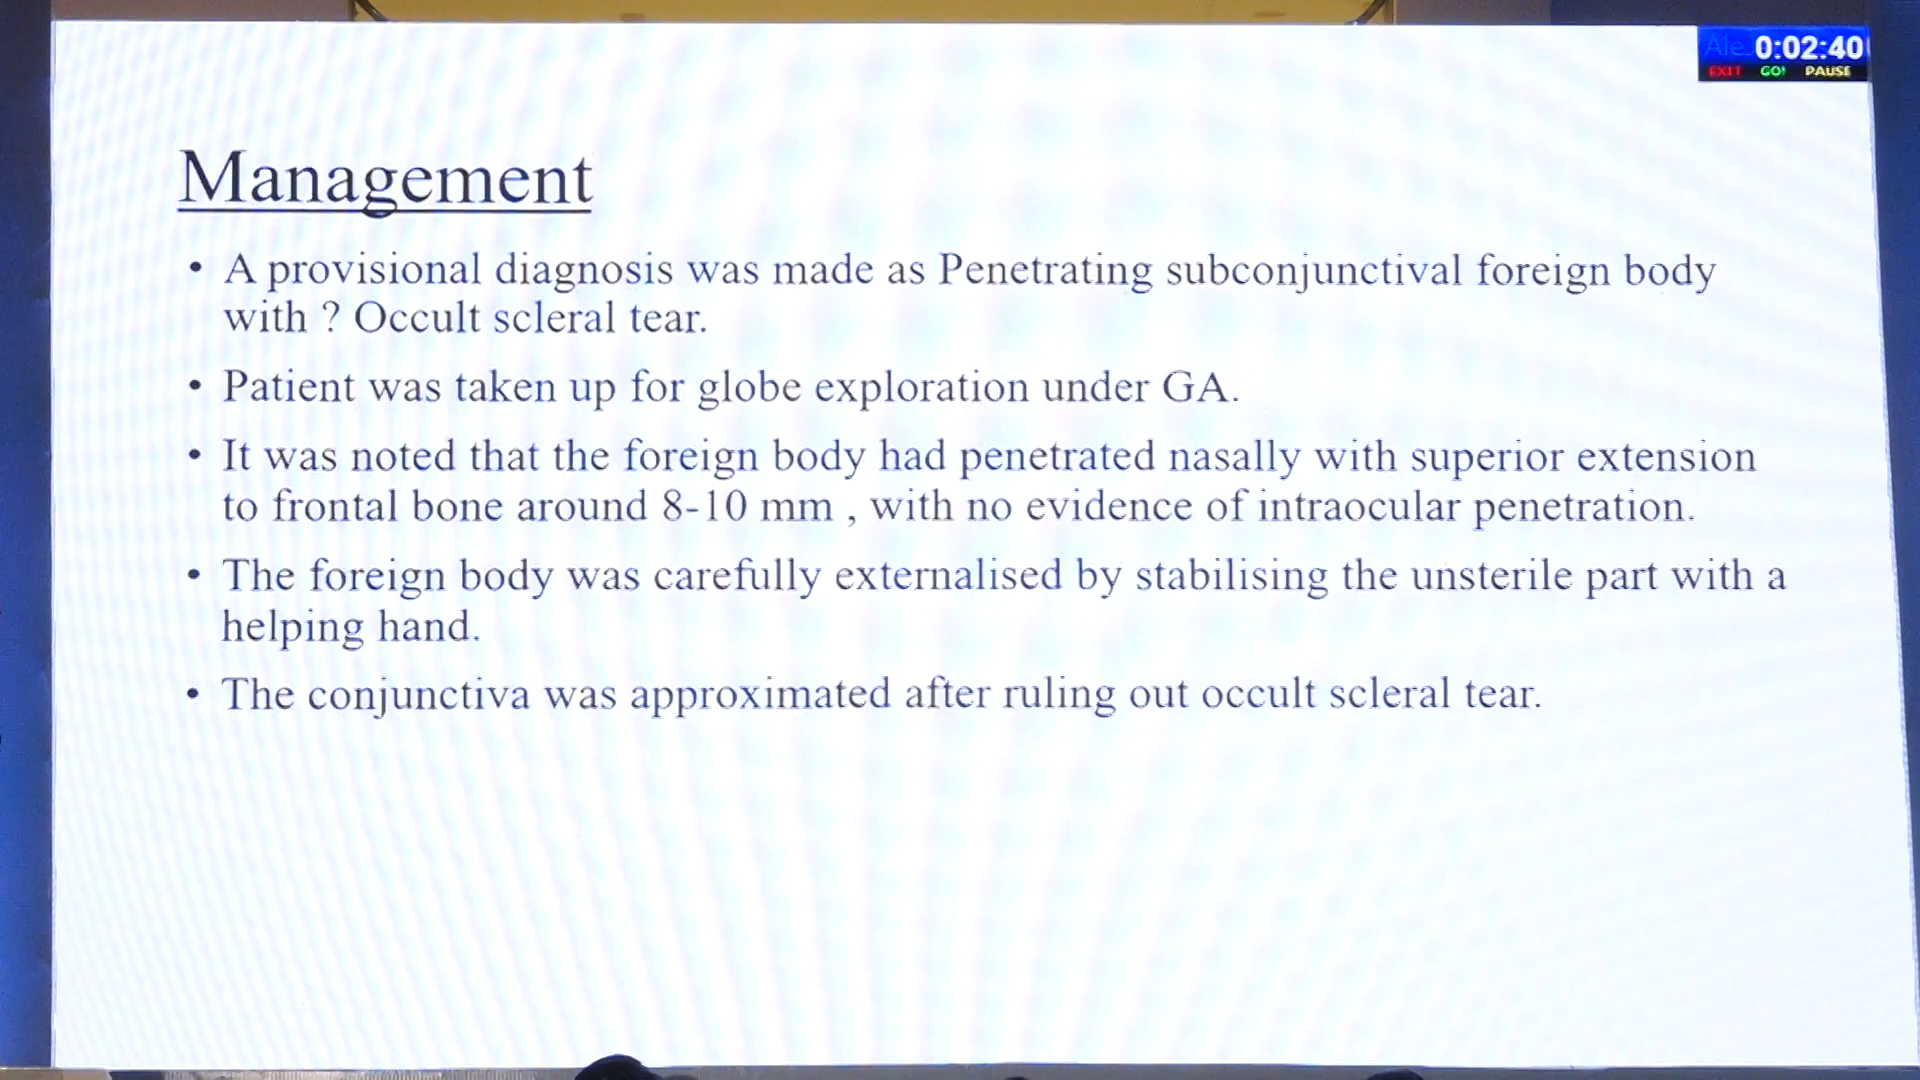 0:02:40
EXIT GO! PAUSE
Management
• A provisional diagnosis was made as Penetrating subconjunctival foreign body
with ? Occult scleral tear.
• Patient was taken up for globe exploration under GA.
• It was noted that the foreign body had penetrated nasally with superior extension
to frontal bone around 8-10 mm , with no evidence of intraocular penetration.
• The foreign body was carefully externalised by stabilising the unsterile part with a
helping hand.
• The conjunctiva was approximated after ruling out occult scleral tear.